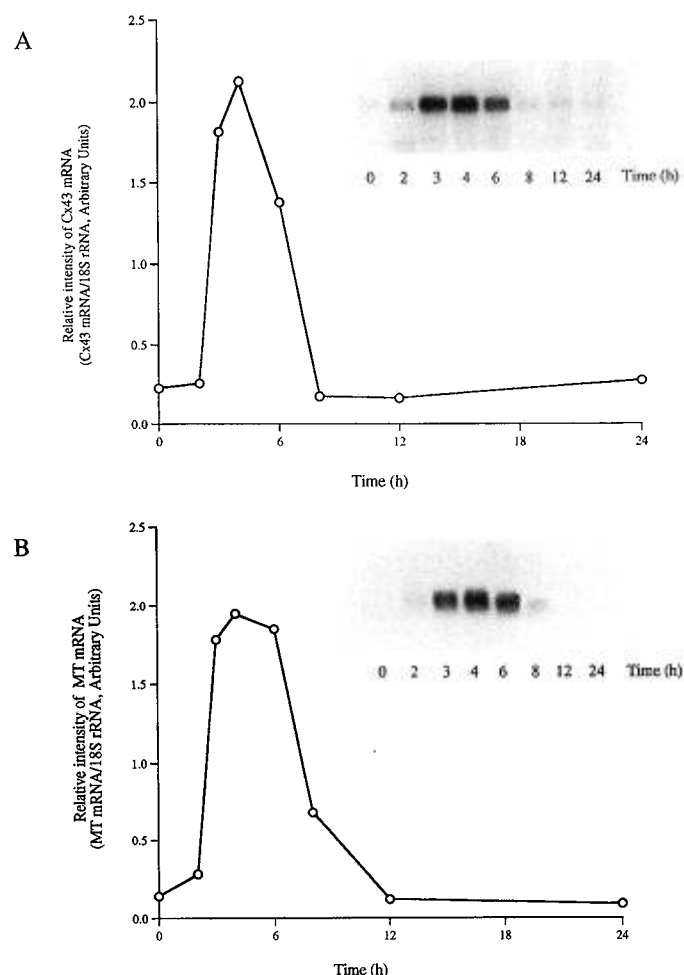 A
2.5
2.0
1.5
1.0
0.5
0.0
Relative intensity of Cx43 mRNA
(Cx43 mRNA/18S rRNA, Arbitrary Units)
0 2 3 4 6 8 12 24 Time (h)
0 6 12 18 24
Time (h)
B
2.5
2.0
1.5
1.0
0.5
0.0
Relative intensity of MT mRNA
(MT mRNA/18S rRNA, Arbitrary Units)
0 2 3 4 6 8 12 24 Time (h)
0 6 12 18 24
Time (h)